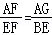 AF/EF = AG/BE